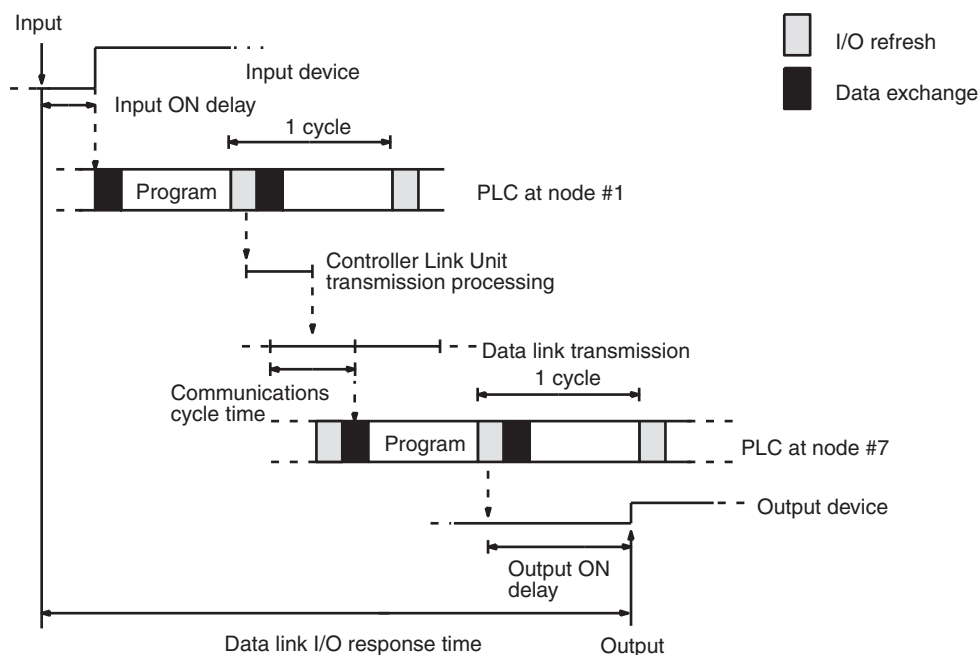 Input
I/O refresh
Input device
Data exchange
Input ON delay
1 cycle
Program
PLC at node #1
Controller Link Unit
transmission processing
Data link transmission
Communications
cycle time
1 cycle
Program
PLC at node #7
Output device
Output ON
delay
Data link I/O response time
Output